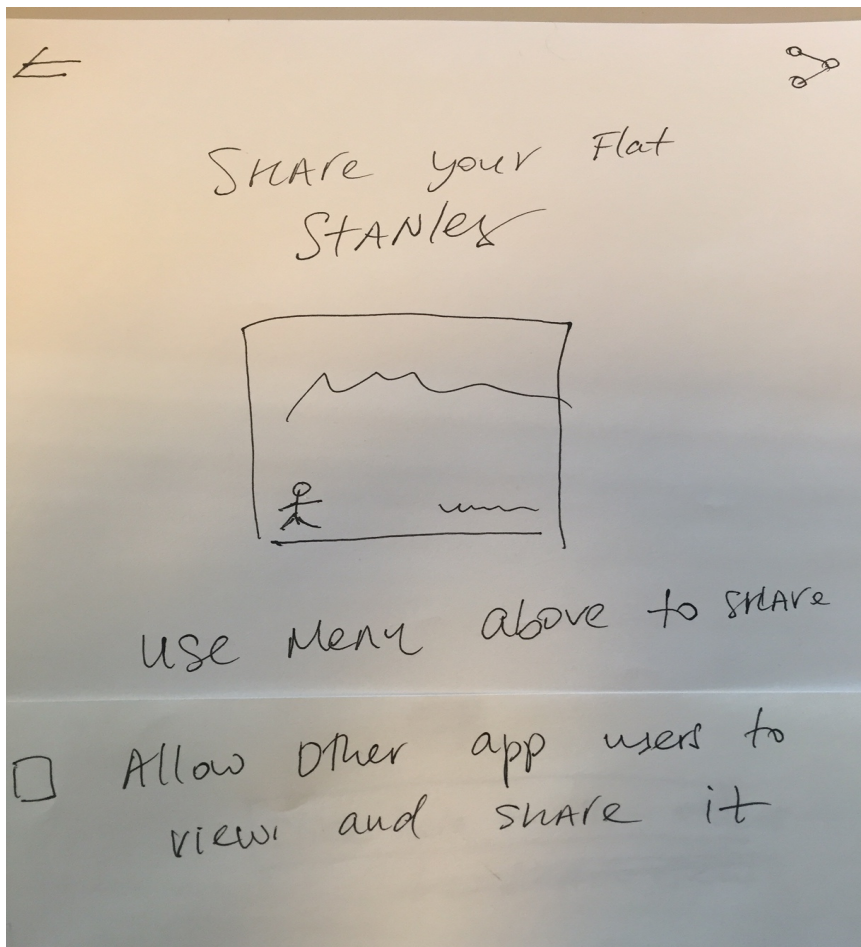 SHARe your Flat
STANley
USe Menu above to SHARe
Allow Other app users to
view and SHARe it